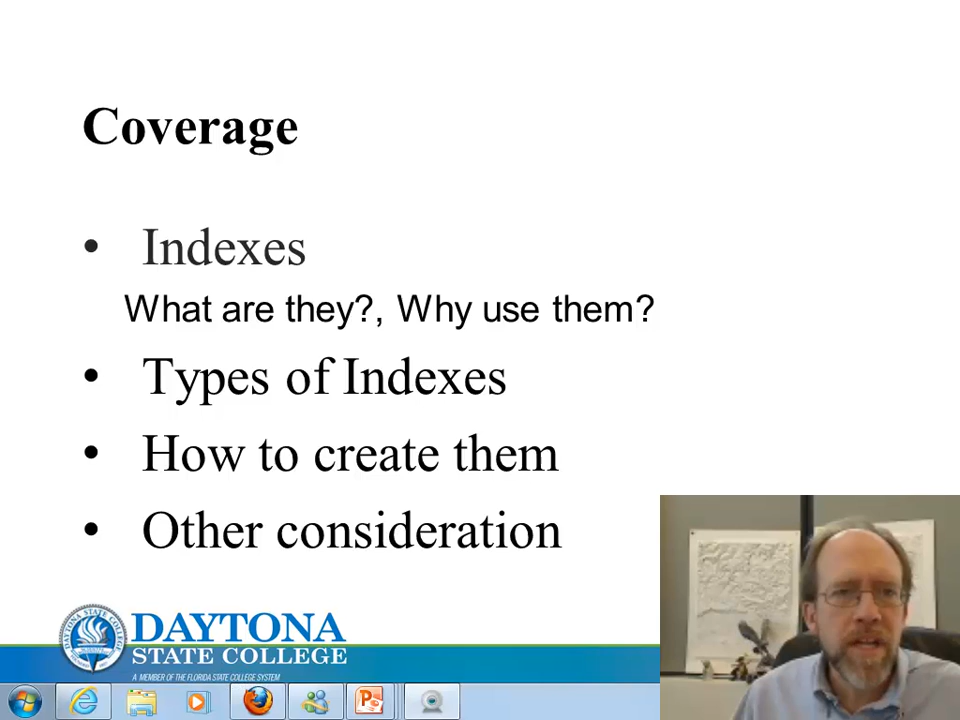 Coverage
• Indexes
What are they?, Why use them?
• Types of Indexes
• How to create them
• Other consideration
DAYTONA
STATE COLLEGE
A MEMBER OF THE FLORIDA STATE COLLEGE SYSTEM